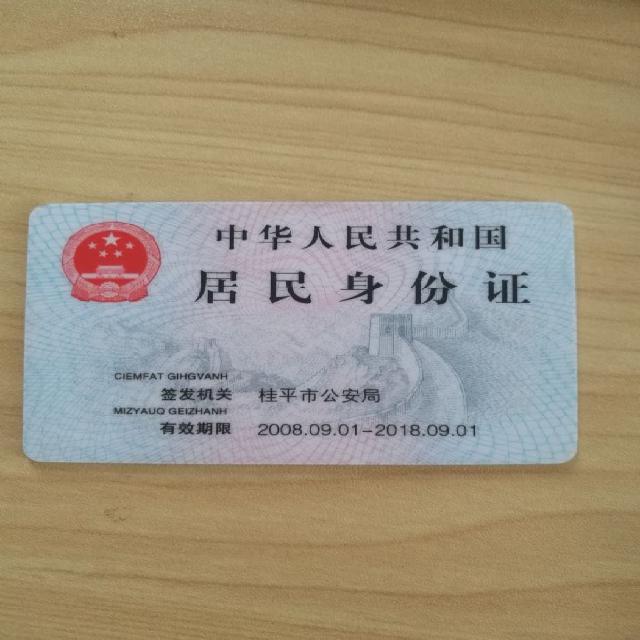 中华人民共和国
居民身份证
CIEMFAT GIHGVANH
签发机关 桂平市公安局
MIZYAUQ GEIZHANH
有效期限 2008.09.01-2018.09.01